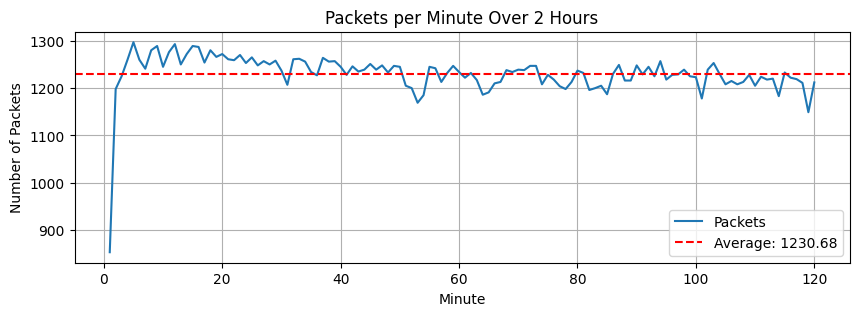 Packets per Minute Over 2 Hours
Number of Packets
1300
1200
1100
1000
900
0 20 40 60 80 100 120
Minute
Packets
Average: 1230.68